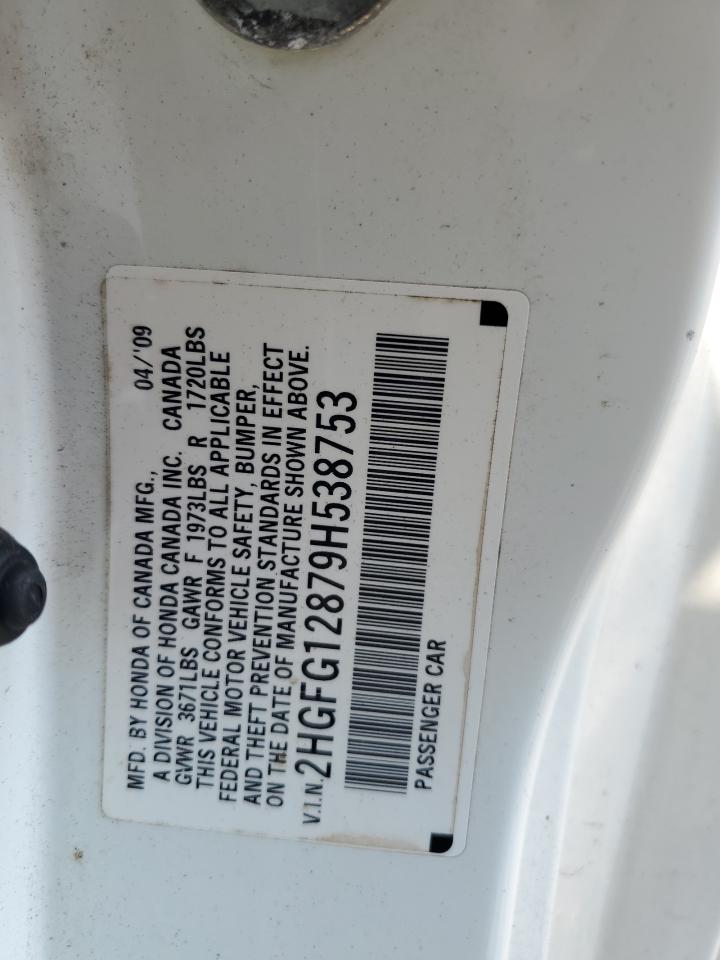 MFD. BY HONDA OF CANADA MFG., 04/'09
A DIVISION OF HONDA CANADA INC. CANADA
GVWR 3671LBS GAWR F 1973LBS R 1720LBS
THIS VEHICLE CONFORMS TO ALL APPLICABLE
FEDERAL MOTOR VEHICLE SAFETY, BUMPER,
AND THEFT PREVENTION STANDARDS IN EFFECT
ON THE DATE OF MANUFACTURE SHOWN ABOVE.
V.I.N. 2HGFG12879H538753
PASSENGER CAR